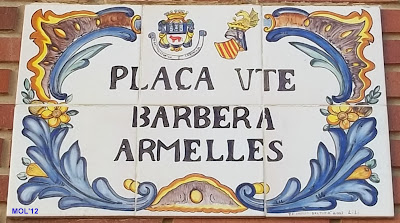 PLAÇA VTE
BARBERA
ARMELLES
MOL'12